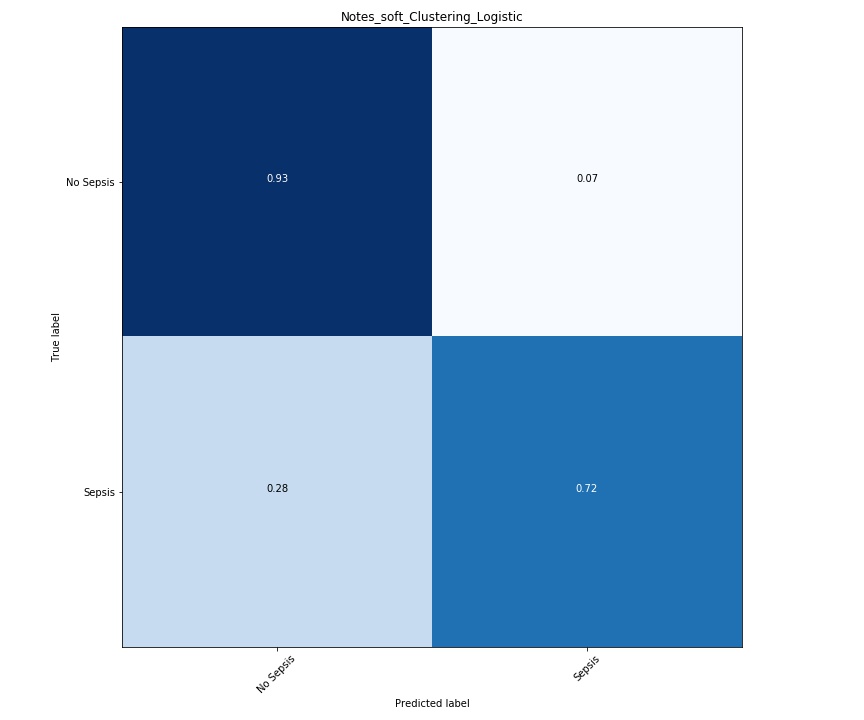 Notes_soft_Clustering_Logistic
No Sepsis
0.93
0.07
True label
Sepsis
0.28
0.72
No Sepsis
Sepsis
Predicted label